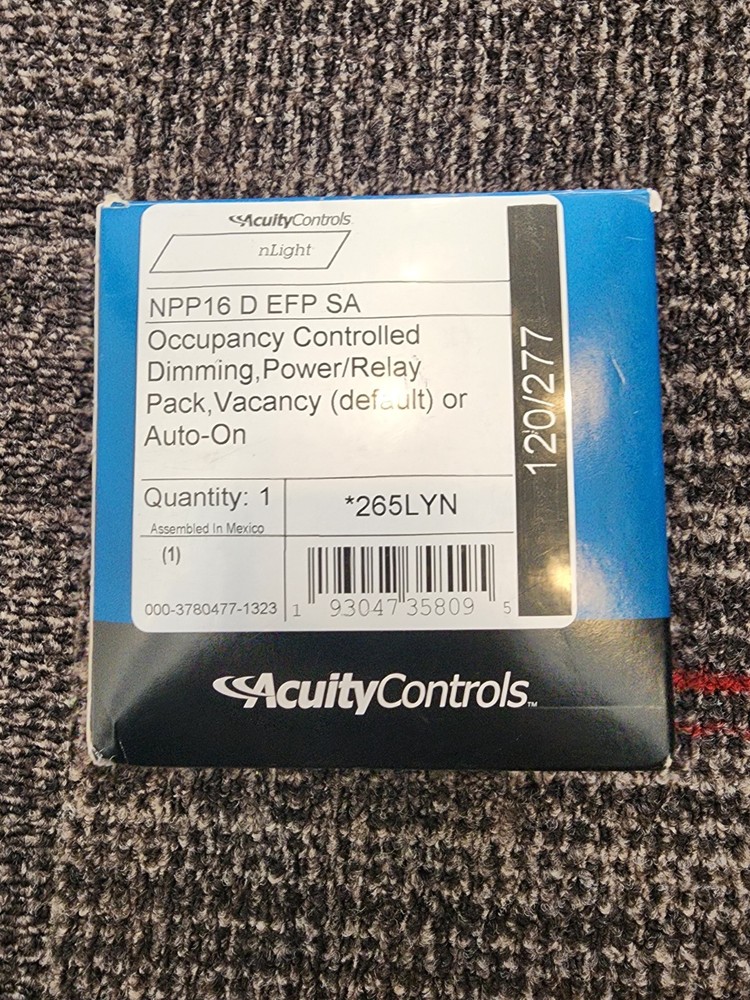 AcuityControls
nLight
NPP16 D EFP SA
Occupancy Controlled
Dimming,Power/Relay
Pack,Vacancy (default) or
Auto-On
120/277
Quantity: 1
Assembled In Mexico
*265LYN
(1)
000-3780477-1323
1 93047 35809 5
AcuityControls™